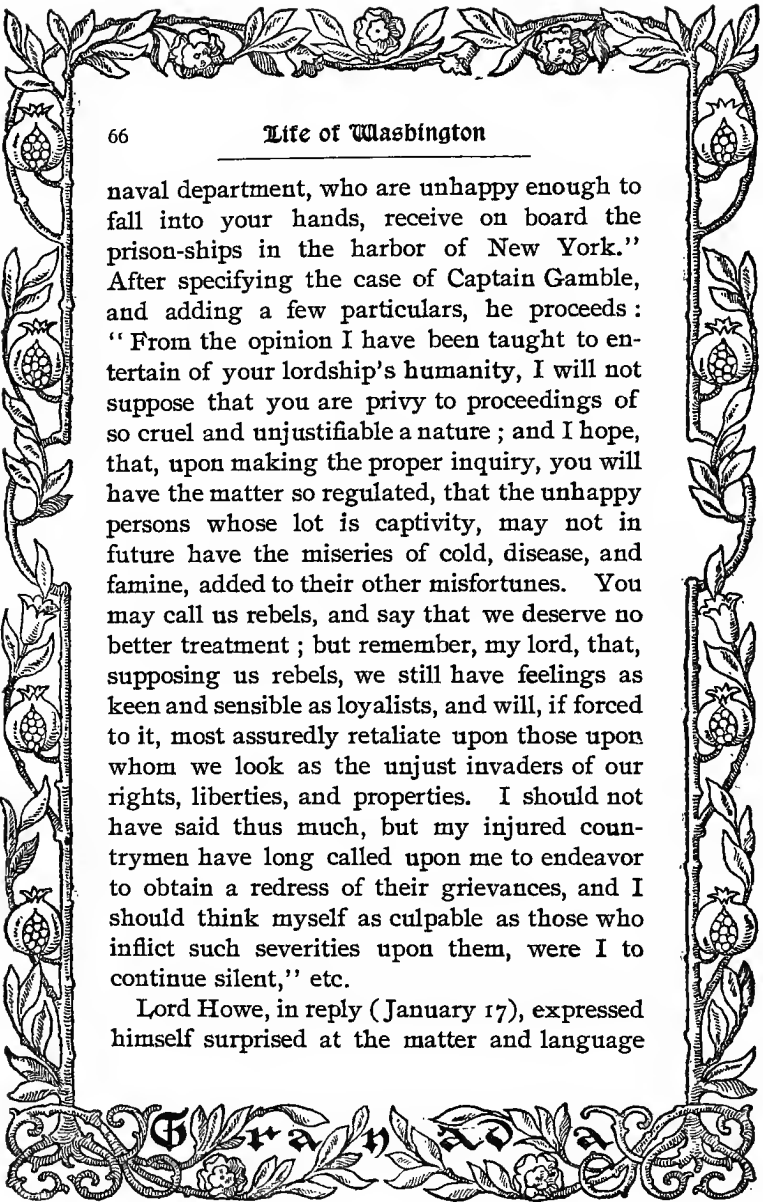 66 Life of Washington
naval department, who are unhappy enough to
fall into your hands, receive on board the
prison-ships in the harbor of New York."
After specifying the case of Captain Gamble,
and adding a few particulars, he proceeds :
" From the opinion I have been taught to en-
tertain of your lordship's humanity, I will not
suppose that you are privy to proceedings of
so cruel and unjustifiable a nature ; and I hope,
that, upon making the proper inquiry, you will
have the matter so regulated, that the unhappy
persons whose lot is captivity, may not in
future have the miseries of cold, disease, and
famine, added to their other misfortunes. You
may call us rebels, and say that we deserve no
better treatment ; but remember, my lord, that,
supposing us rebels, we still have feelings as
keen and sensible as loyalists, and will, if forced
to it, most assuredly retaliate upon those upon
whom we look as the unjust invaders of our
rights, liberties, and properties. I should not
have said thus much, but my injured coun-
trymen have long called upon me to endeavor
to obtain a redress of their grievances, and I
should think myself as culpable as those who
inflict such severities upon them, were I to
continue silent," etc.
Lord Howe, in reply (January 17), expressed
himself surprised at the matter and language
Granada